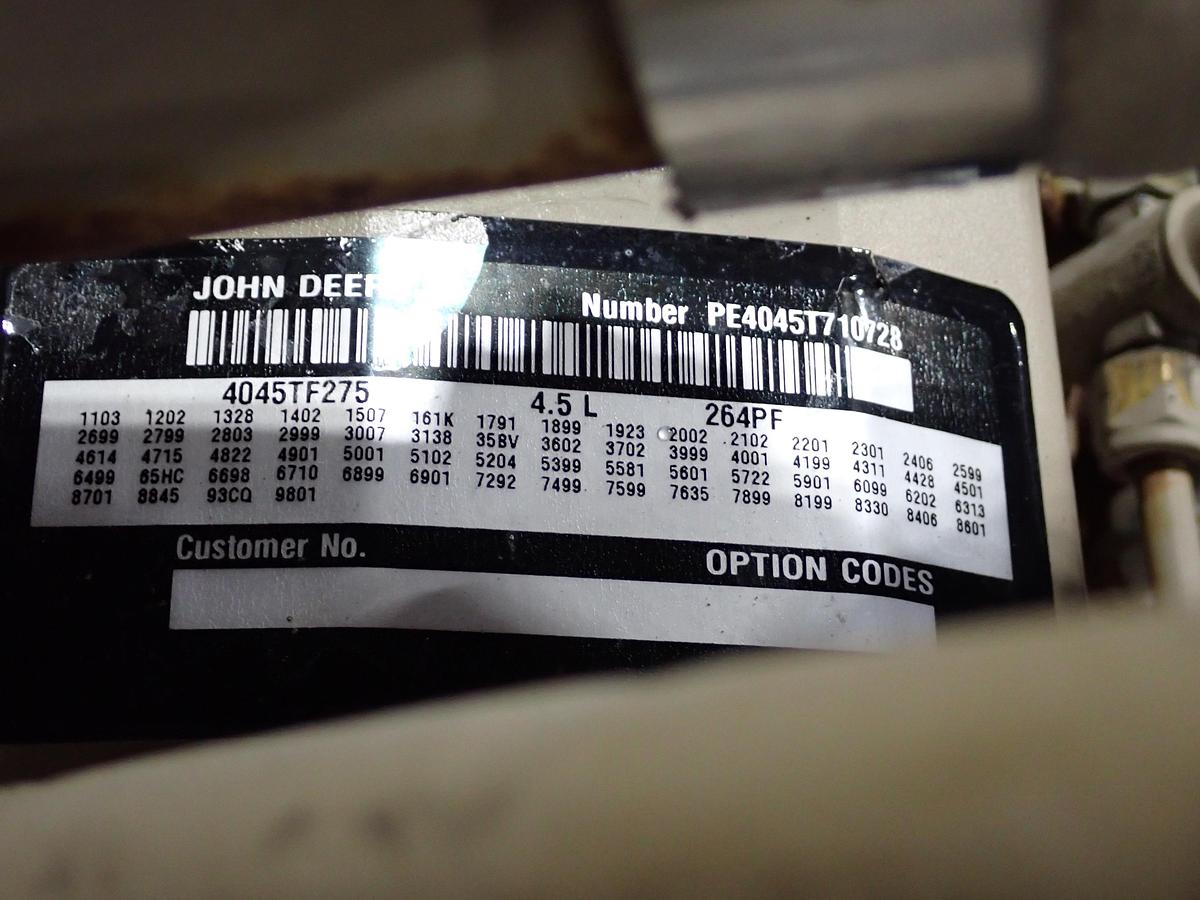 JOHN DEERE
Number PE4045T710728
4045TF275 4.5 L 264PF
1103 1202 1328 1402 1507 161K 1791 1899 1923 2002 2102 2201 2301 2406 2599
2699 2799 2803 2999 3007 3138 35BV 3602 3702 3999 4001 4199 4311 4428 4501
4614 4715 4822 4901 5001 5102 5204 5399 5581 5601 5722 5901 6099 6202 6313
6499 65HC 6698 6710 6899 6901 7292 7499 7599 7635 7899 8199 8330 8406 8601
8701 8845 93CQ 9801
Customer No.
OPTION CODES